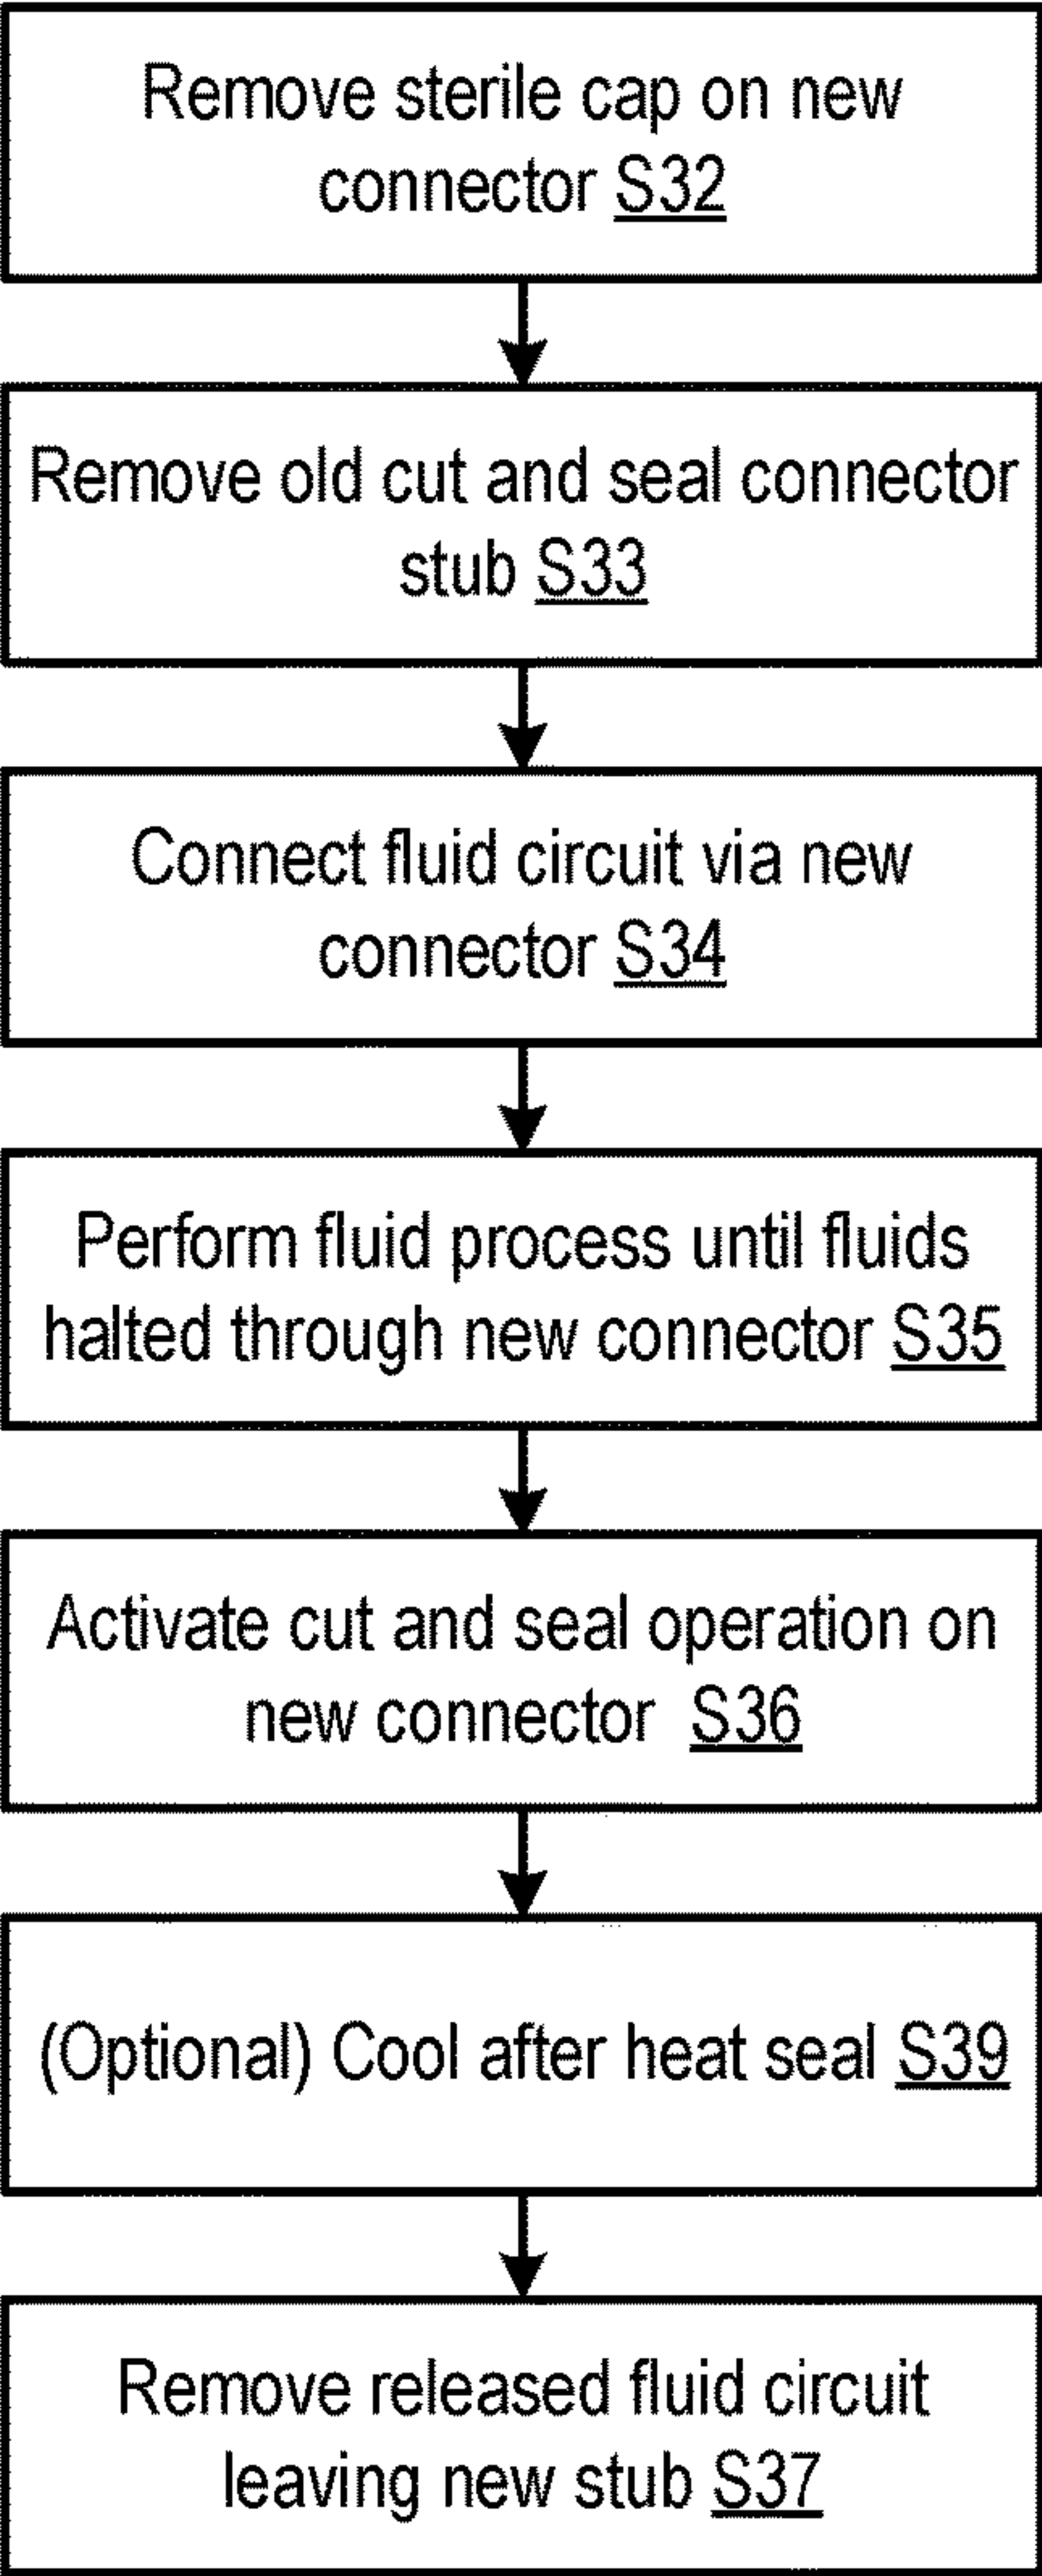 Remove sterile cap on new
connector S32
Remove old cut and seal connector
stub S33
Connect fluid circuit via new
connector S34
Perform fluid process until fluids
halted through new connector S35
Activate cut and seal operation on
new connector S36
(Optional) Cool after heat seal S39
Remove released fluid circuit
leaving new stub S37